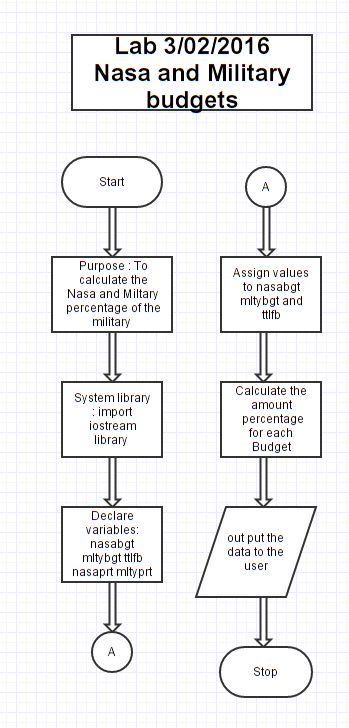 Lab 3/02/2016
Nasa and Military
budgets
Start
Purpose : To
calculate the
Nasa and Miltary
percentage of the
military
System library
: import
iostream
library
Declare
variables:
nasabgt
mltybgt ttlfb
nasaprt mltyprt
A
A
Assign values
to nasabgt
mltybgt and
ttlfb
Calculate the
amount
percentage
for each
Budget
out put the
data to the
user
Stop